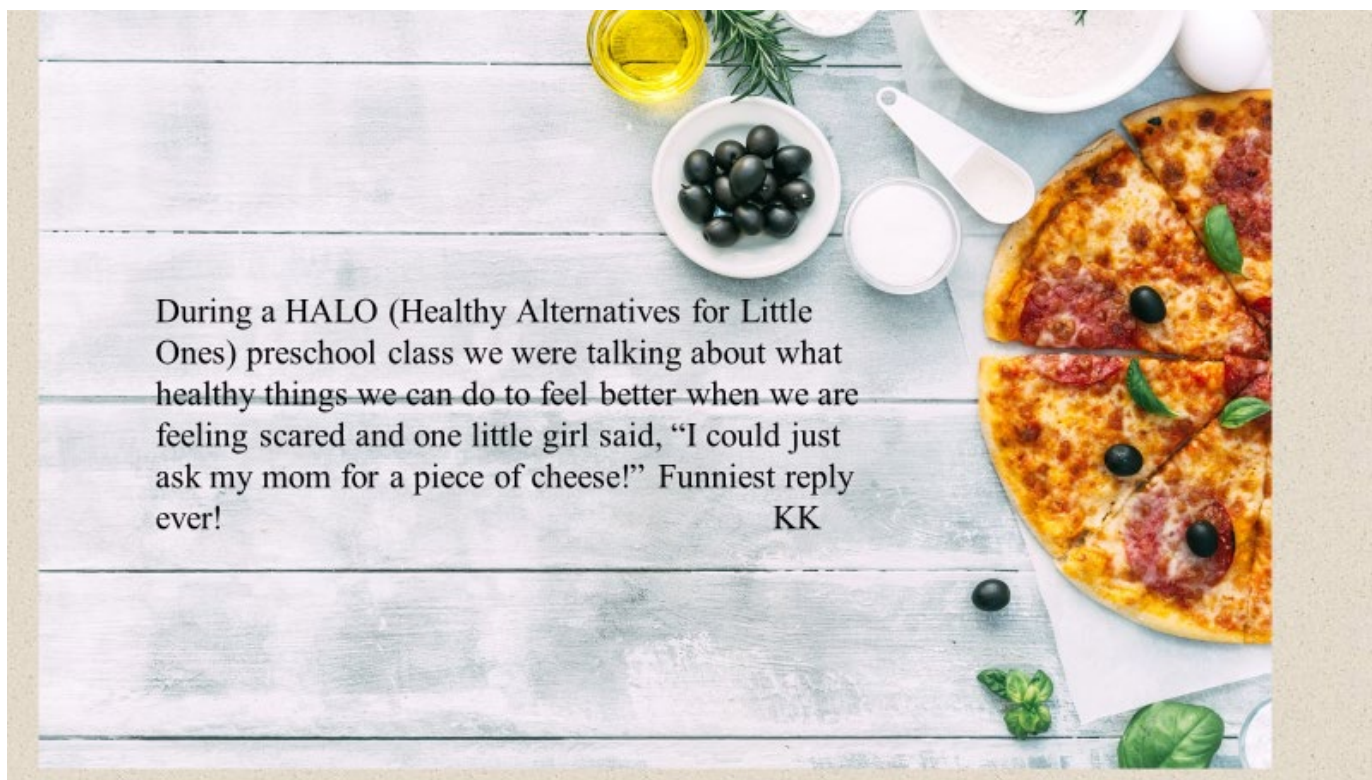 During a HALO (Healthy Alternatives for Little
Ones) preschool class we were talking about what
healthy things we can do to feel better when we are
feeling scared and one little girl said, “I could just
ask my mom for a piece of cheese!” Funniest reply
ever! KK